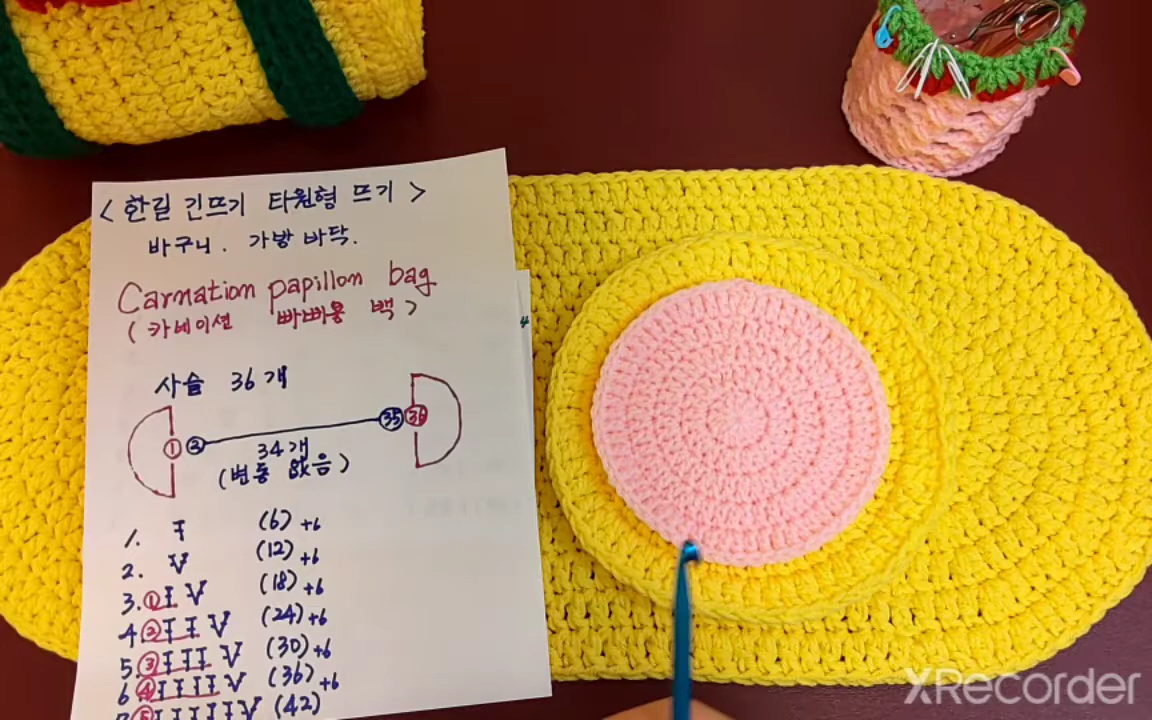 < 한길 긴뜨기 타원형 뜨기 >
바구니. 가방 바닥.
Carnation papillon bag
( 카네이션 빠삐용 백 )
사슬 36개
① ② ㉟ ㊱
34개
(변동 없음)
1. (6) +6
2. V (12) +6
3. ① I V (18) +6
4 ② I I V (24) +6
5. ③ I I I V (30) +6
6 ④ I I I I V (36) +6
7 ⑤ I I I I I V (42)
4
XRecorder